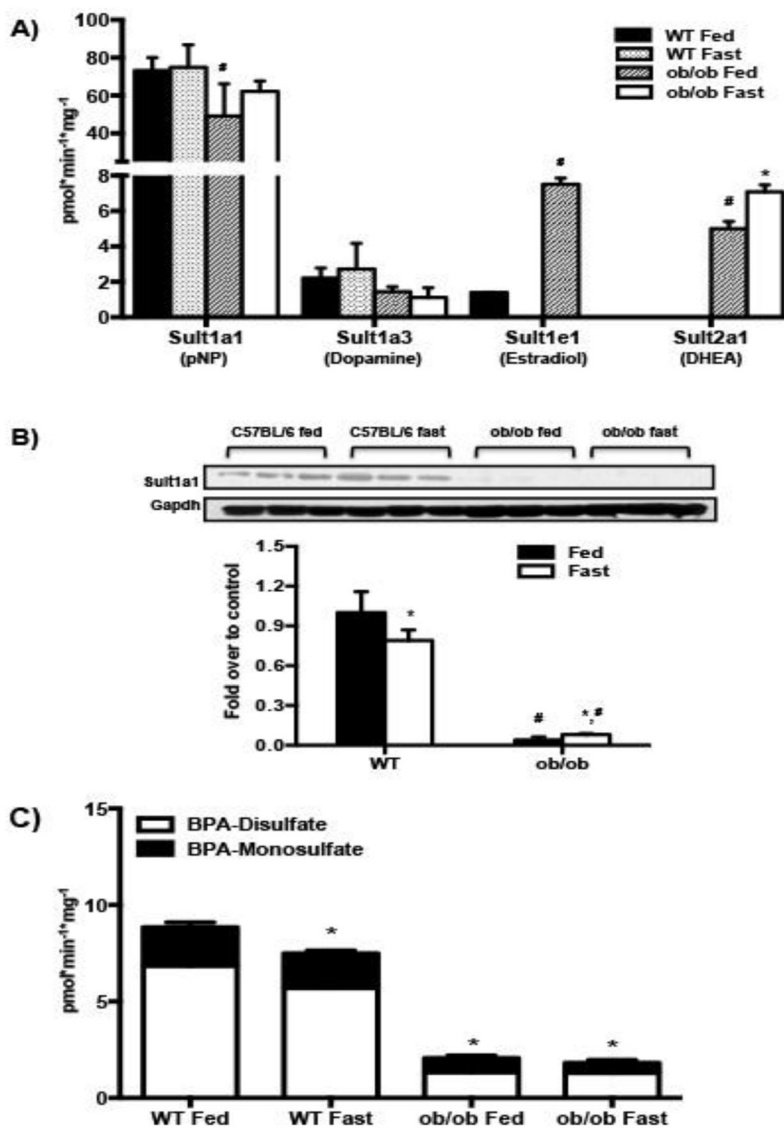 A)
WT Fed
WT Fast
ob/ob Fed
ob/ob Fast
pmol*min-1*mg-1
100
80
60
40
8
6
4
2
0
#
#
#
*
Sult1a1 Sult1a3 Sult1e1 Sult2a1
(pNP) (Dopamine) (Estradiol) (DHEA)
B)
C57BL/6 fed C57BL/6 fast ob/ob fed ob/ob fast
Sult1a1
Gapdh
Fed
Fast
Fold over to control
1.5
1.2
0.9
0.6
0.3
0.0
*
#
*,#
WT ob/ob
C)
BPA-Disulfate
BPA-Monosulfate
pmol*min-1*mg-1
15
10
5
0
*
*
*
WT Fed WT Fast ob/ob Fed ob/ob Fast